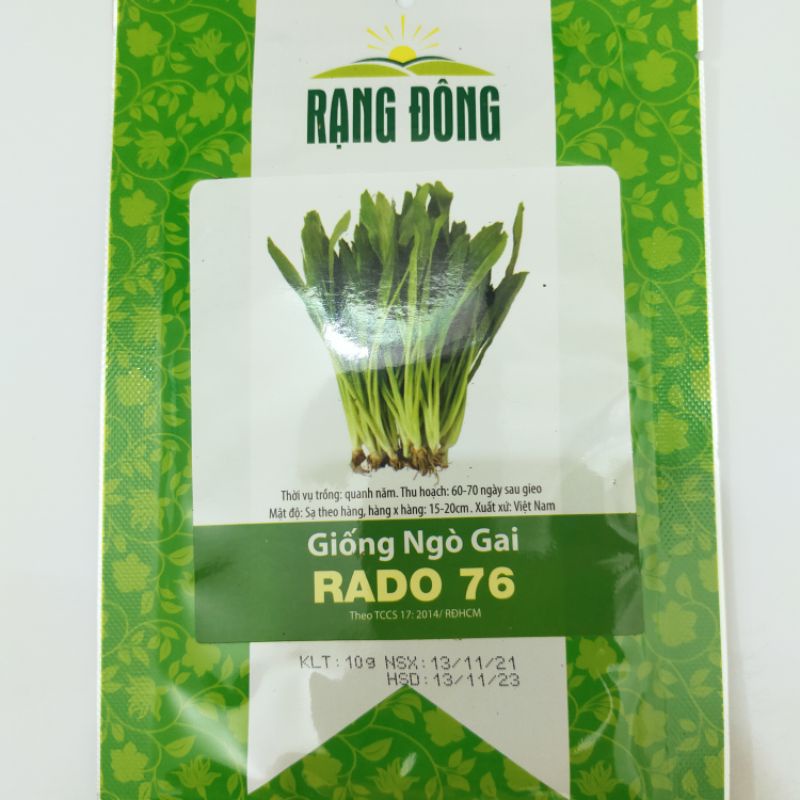 RẠNG ĐÔNG
Thời vụ trồng: quanh năm. Thu hoạch: 60-70 ngày sau gieo
Mật độ: Sạ theo hàng, hàng x hàng: 15-20cm. Xuất xứ: Việt Nam
Giống Ngò Gai
RADO 76
Theo TCCS 17: 2014/ RĐHCM
KLT: 10g NSX: 13/11/21
HSD: 13/11/23